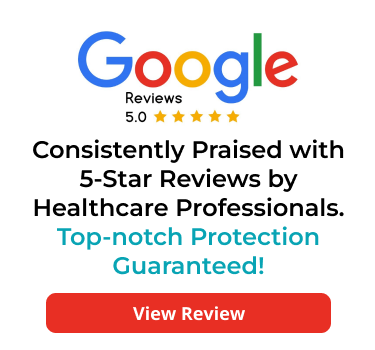 Google
Reviews
5.0
Consistently Praised with
5-Star Reviews by
Healthcare Professionals.
Top-notch Protection
Guaranteed!
View Review